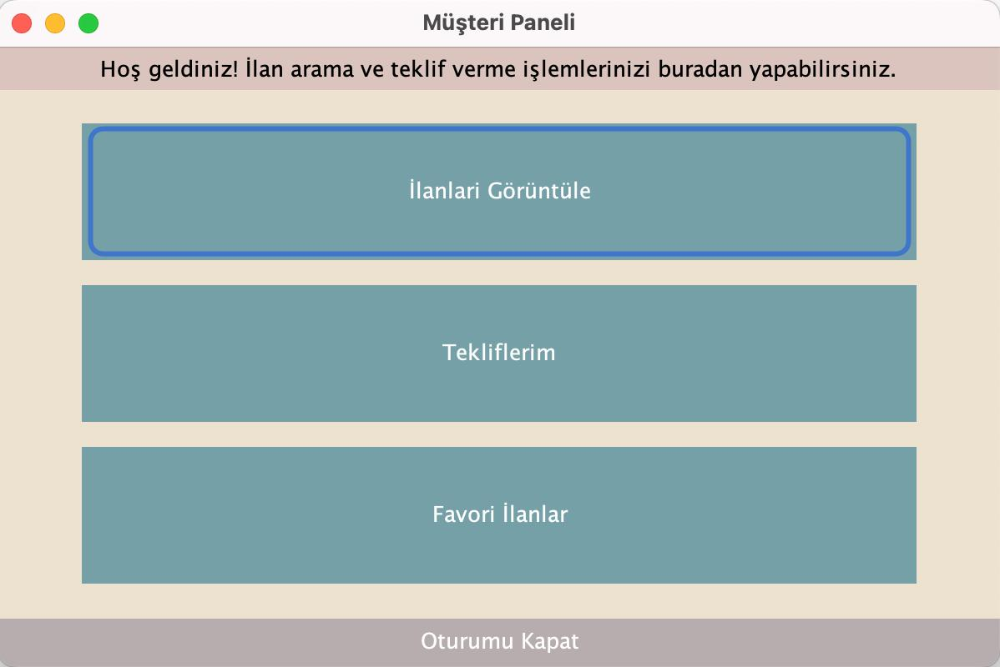 Müşteri Paneli
Hoş geldiniz! İlan arama ve teklif verme işlemlerinizi buradan yapabilirsiniz.
İlanlari Görüntüle
Tekliflerim
Favori İlanlar
Oturumu Kapat